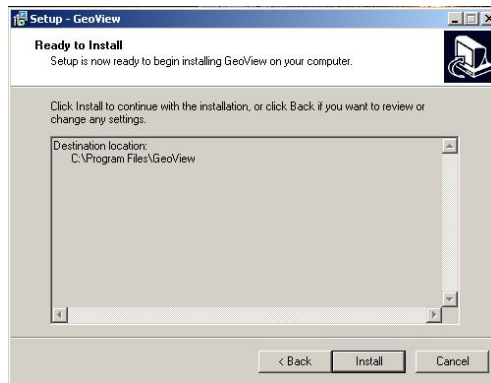 Setup - GeoView
Ready to Install
Setup is now ready to begin installing GeoView on your computer.
Click Install to continue with the installation, or click Back if you want to review or
change any settings.
Destination location:
C:\Program Files\GeoView
< Back
Install
Cancel